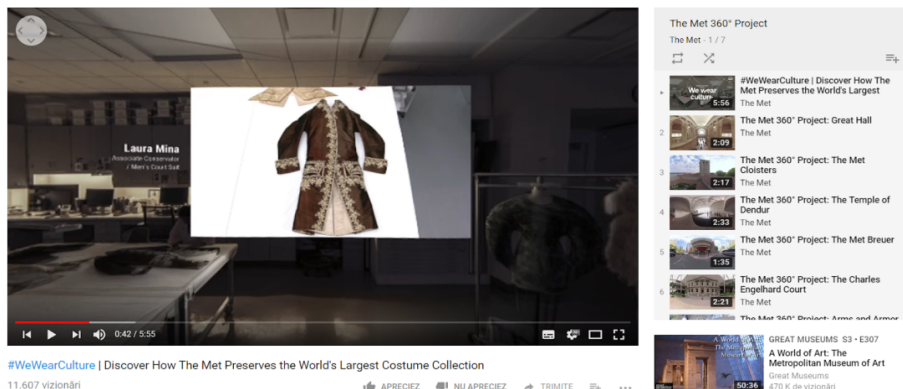 Laura Mina
Associate Conservator
/ Men's Court Suit
0:42 / 5:55
#WeWearCulture | Discover How The Met Preserves the World's Largest Costume Collection
11.607 vizionări
APRECIEZ
NU APRECIEZ
TRIMITE
The Met 360° Project
The Met - 1 / 7
We wear
culture
5:56
#WeWearCulture | Discover How The
Met Preserves the World's Largest
The Met
2
2:09
The Met 360° Project: Great Hall
The Met
3
2:17
The Met 360° Project: The Met
Cloisters
The Met
4
2:33
The Met 360° Project: The Temple of
Dendur
The Met
5
1:35
The Met 360° Project: The Met Breuer
The Met
6
2:21
The Met 360° Project: The Charles
Engelhard Court
The Met
The Met 360° Project: Arms and Armor
A World of Art:
50:36
GREAT MUSEUMS S3 • E307
A World of Art: The
Metropolitan Museum of Art
Great Museums
470 K de vizionări